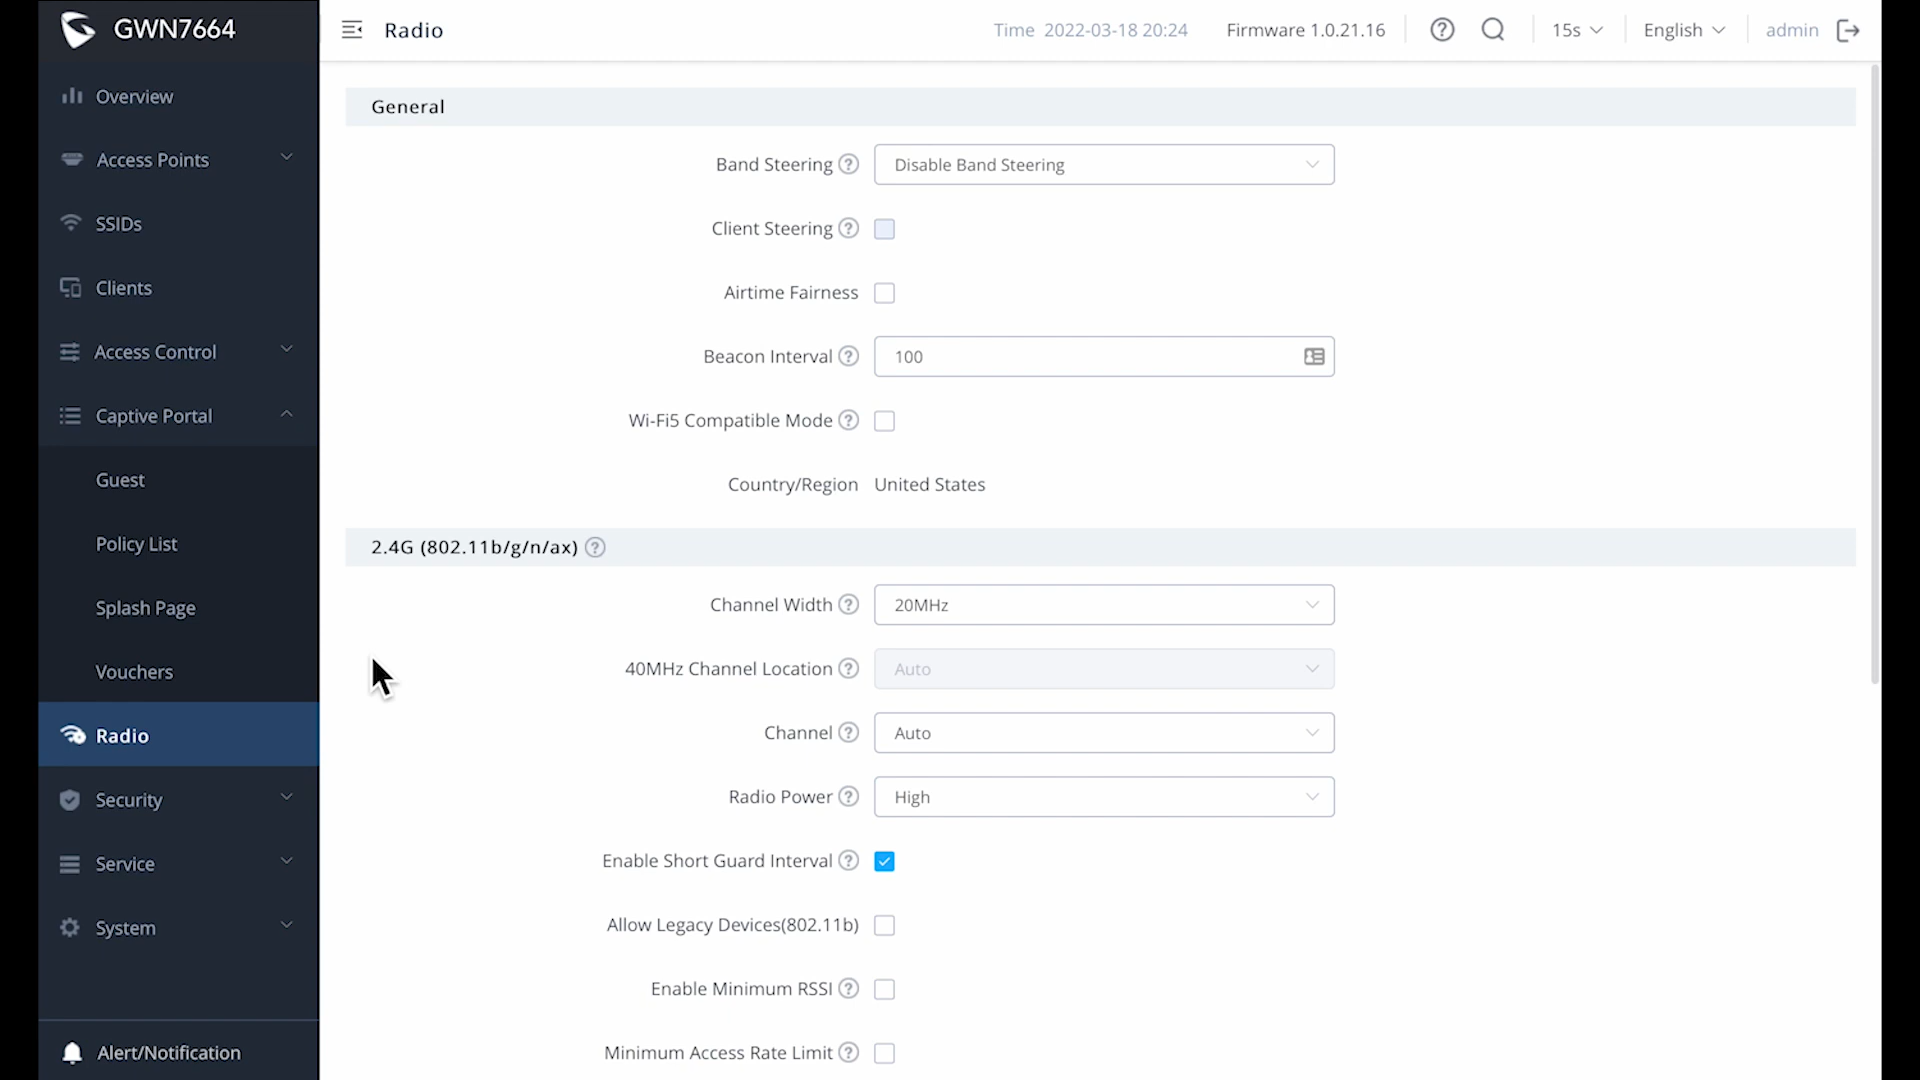 GWN7664
Radio
Time 2022-03-18 20:24
Firmware 1.0.21.16
15s
English
admin
Overview
Access Points
SSIDs
Clients
Access Control
Captive Portal
Guest
Policy List
Splash Page
Vouchers
Radio
Security
Service
System
Alert/Notification
General
Band Steering ? Disable Band Steering
Client Steering ?
Airtime Fairness
Beacon Interval ? 100
Wi-Fi5 Compatible Mode ?
Country/Region United States
2.4G (802.11b/g/n/ax) ?
Channel Width ? 20MHz
40MHz Channel Location ? Auto
Channel ? Auto
Radio Power ? High
Enable Short Guard Interval ?
Allow Legacy Devices(802.11b)
Enable Minimum RSSI ?
Minimum Access Rate Limit ?